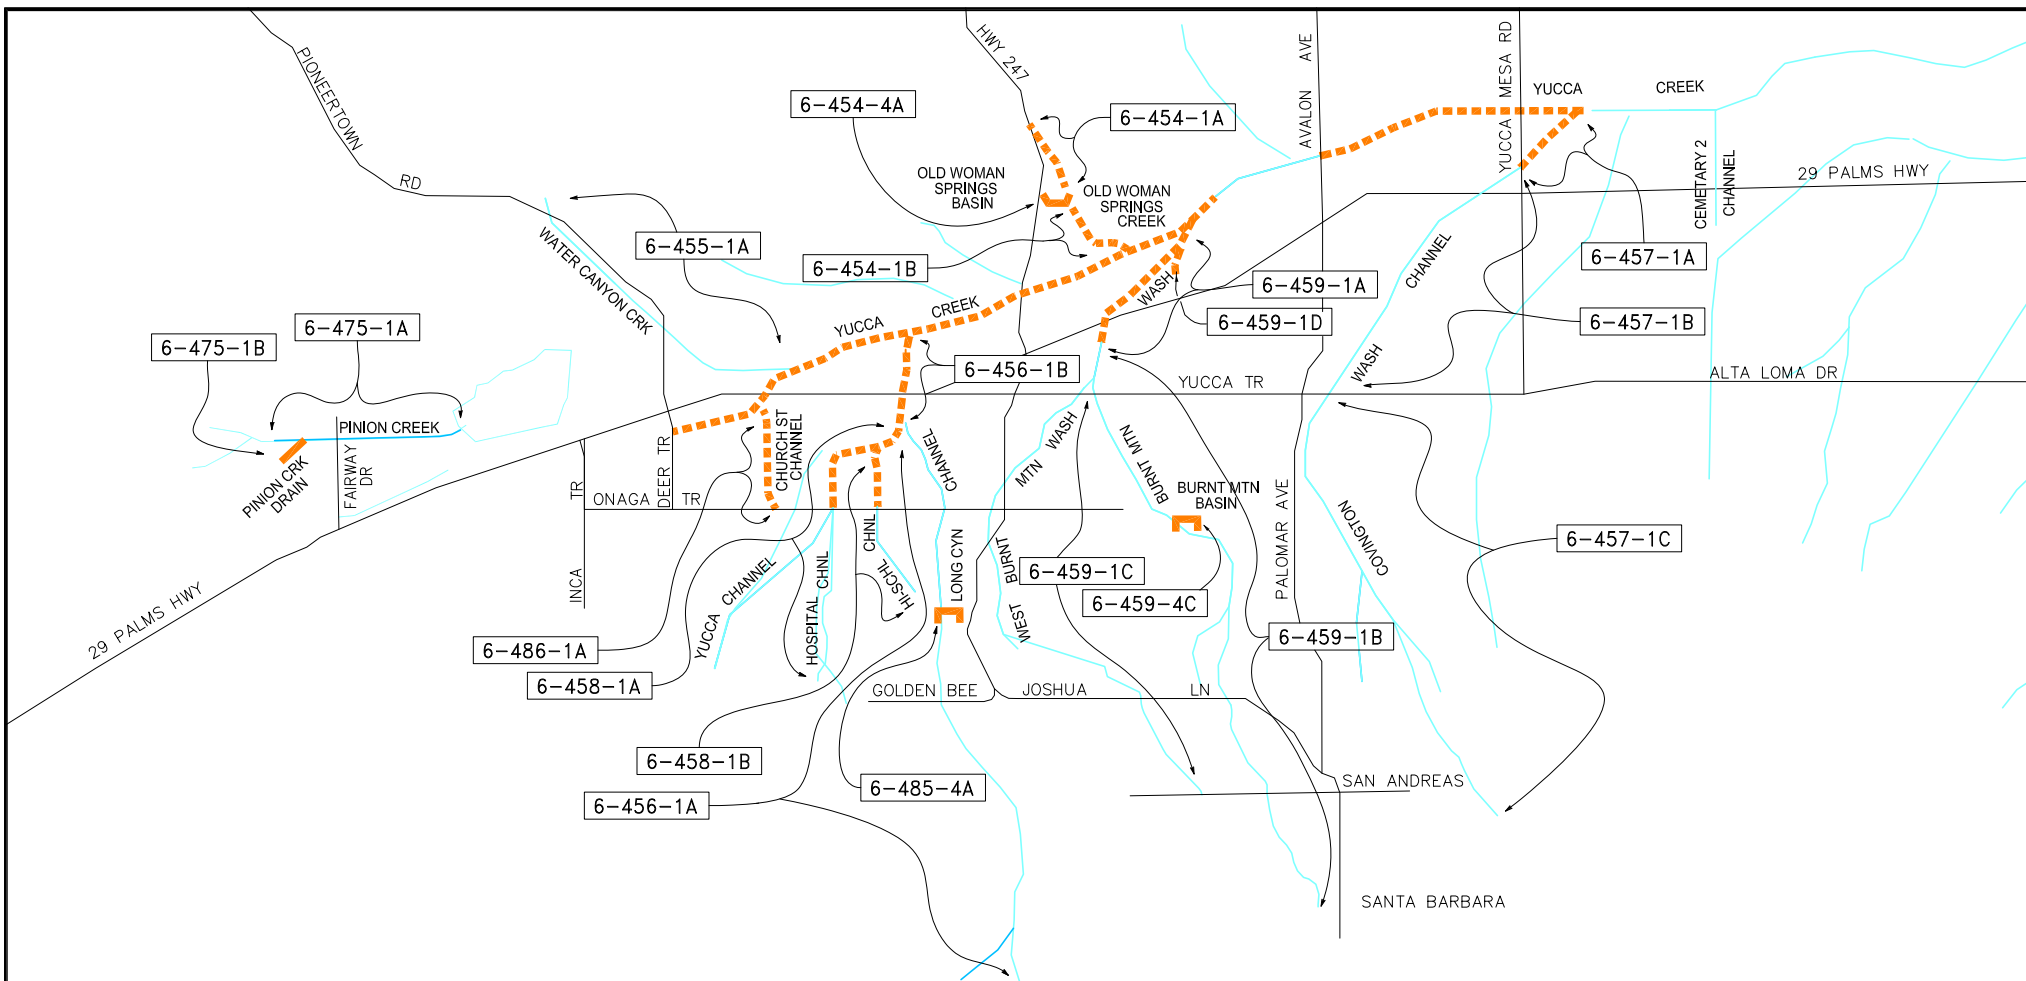 PIONEERTOWN
RD
HWY 247
AVALON AVE
YUCCA MESA RD
YUCCA
CREEK
6-454-4A
6-454-1A
OLD WOMAN
SPRINGS
BASIN
OLD WOMAN
SPRINGS
CREEK
29 PALMS HWY
CEMETARY 2
CHANNEL
WATER CANYON CRK
6-455-1A
6-454-1B
WASH
6-459-1A
6-459-1D
CHANNEL
WASH
6-457-1A
6-457-1B
6-475-1B
6-475-1A
YUCCA
CREEK
6-456-1B
YUCCA TR
ALTA LOMA DR
PINION CREEK
PINION CRK
DRAIN
FAIRWAY
DR
DEER TR
CHURCH ST
CHANNEL
CHANNEL
MTN WASH
BURNT MTN
BURNT MTN
BASIN
INCA TR
ONAGA TR
PALOMAR AVE
COVINGTON
6-457-1C
29 PALMS HWY
YUCCA CHANNEL
HOSPITAL CHNL
CHNL
HI-SCHL
LONG CYN
WEST BURNT
6-459-1C
6-459-4C
6-459-1B
6-486-1A
6-458-1A
GOLDEN BEE
JOSHUA LN
6-458-1B
6-456-1A
6-485-4A
SAN ANDREAS
SANTA BARBARA